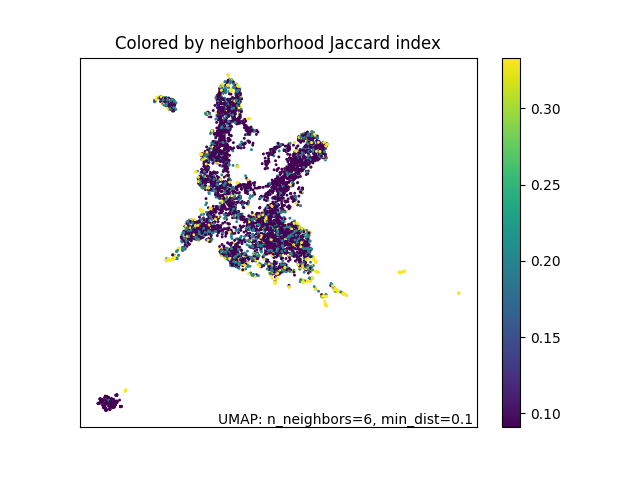 Colored by neighborhood Jaccard index
0.30
0.25
0.20
0.15
0.10
UMAP: n_neighbors=6, min_dist=0.1